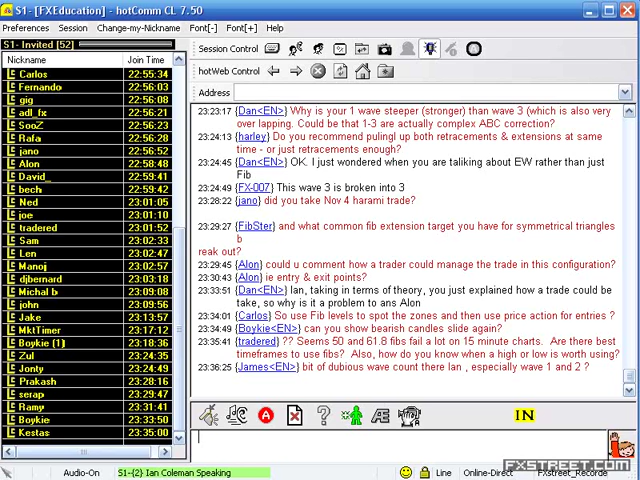 S1- [FXEducation] - hotComm CL 7.50
Preferences Session Change-my-Nickname Font[-] Font[+] Help
S1- Invited [52]
Session Control
Nickname Join Time
hotWeb Control
Address
Carlos 22:55:34
Fernando 22:56:03
gig 22:56:08
adl_fx 22:56:21
SooZ 22:56:23
Rafa 22:56:28
jano 22:56:52
Alon 22:58:48
David_ 22:59:41
bech 22:59:42
Ned 23:01:05
joe 23:01:10
tradered 23:01:52
Sam 23:02:33
Len 23:02:47
Manoj 23:02:57
djbernard 23:03:18
Michal b 23:09:08
john 23:09:56
Jake 23:13:57
MktTimer 23:17:12
Boykie (1) 23:18:36
Zul 23:24:35
Jonty 23:24:49
Prakash 23:28:16
serap 23:29:47
Ramy 23:31:41
Boykie 23:33:50
Kestas 23:35:00
23:23:17 {Dan<EN>} Why is your 1 wave steeper (stronger) than wave 3 (which is also very
over lapping. Could be that 1-3 are actually complex ABC correction?
23:24:13 {harley} Do you recommend pulingl up both retracements & extensions at same
time - or just retracements enough?
23:24:45 {Dan<EN>} OK. I just wondered when you are taliking about EW rather than just
Fib
23:24:49 {FX-007} This wave 3 is broken into 3
23:28:22 {jano} did you take Nov 4 harami trade?
23:29:27 {FibSter} and what common fib extension target you have for symmetrical triangles
b
reak out?
23:29:45 {Alon} could u comment how a trader could manage the trade in this configuration?
23:30:43 {Alon} ie entry & exit points?
23:33:51 {Dan<EN>} Ian, taking in terms of theory, you just explained how a trade could be
take, so why is it a problem to ans Alon
23:34:01 {Carlos} So use Fib levels to spot the zones and then use price action for entries ?
23:34:49 {Boykie<EN>} can you show bearish candles slide again?
23:35:41 {tradered} ?? Seems 50 and 61.8 fibs fail a lot on 15 minute charts. Are there best
timeframes to use fibs? Also, how do you know when a high or low is worth using?
23:36:25 {James<EN>} bit of dubious wave count there Ian , especially wave 1 and 2 ?
IN
Audio-On S1-{2} Ian Coleman Speaking Line Online-Direct FxStreet_Recorde
FXSTREET.COM